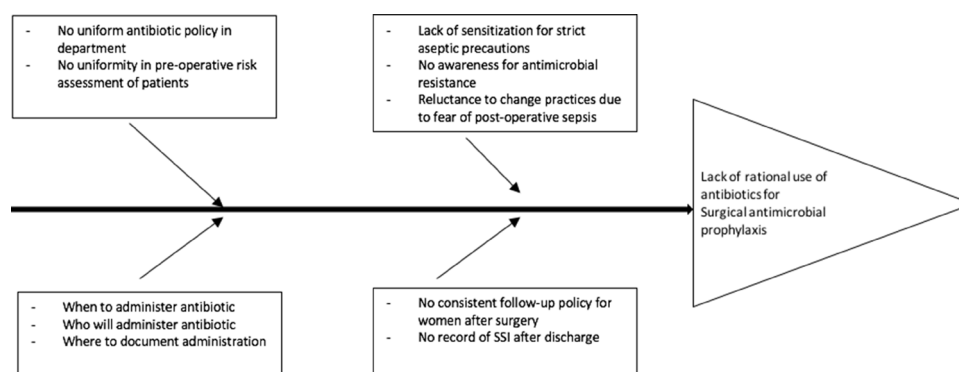 - No uniform antibiotic policy in
department
- No uniformity in pre-operative risk
assessment of patients
- Lack of sensitization for strict
aseptic precautions
- No awareness for antimicrobial
resistance
- Reluctance to change practices due
to fear of post-operative sepsis
Lack of rational use of
antibiotics for
Surgical antimicrobial
prophylaxis
- When to administer antibiotic
- Who will administer antibiotic
- Where to document administration
- No consistent follow-up policy for
women after surgery
- No record of SSI after discharge